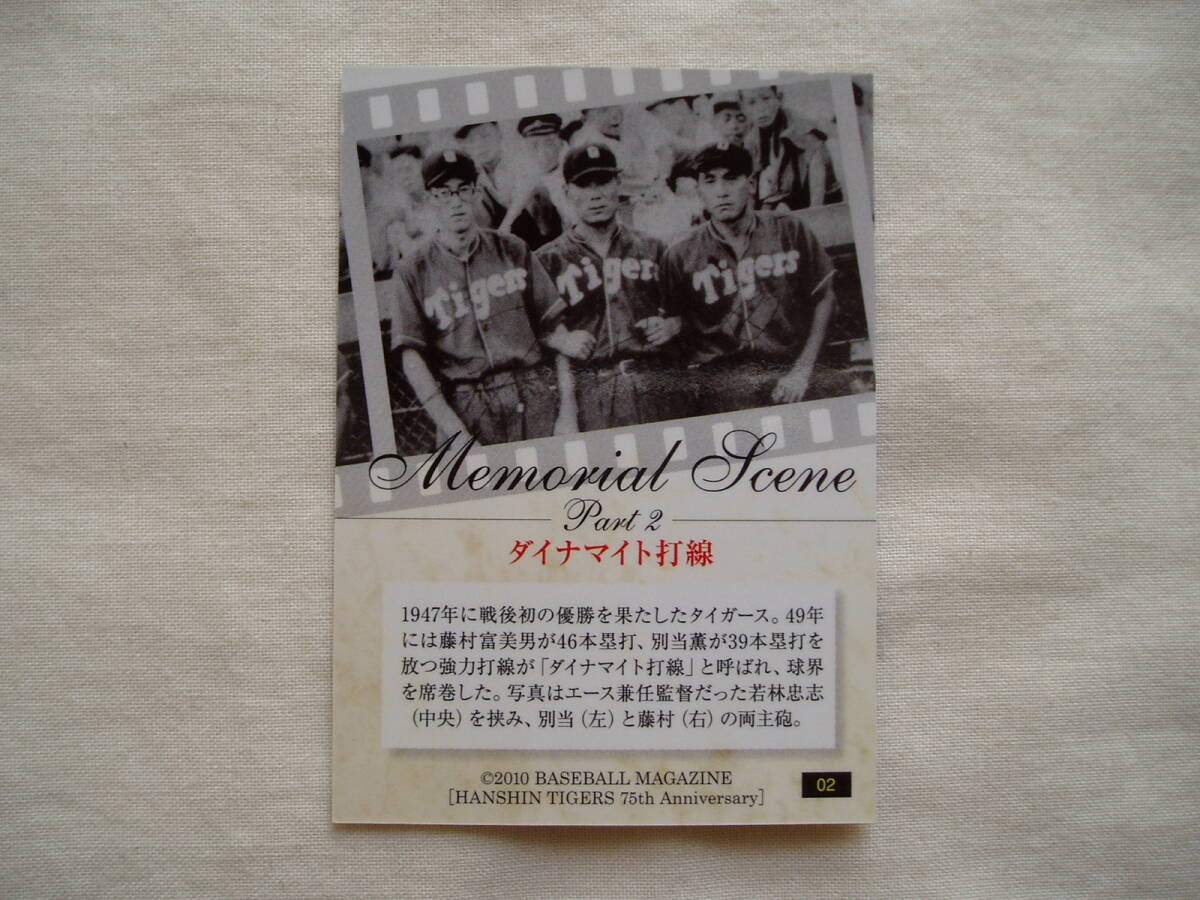 Tigers Tigers Tigers
Memorial Scene
Part 2
ダイナマイト打線
1947年に戦後初の優勝を果たしたタイガース。49年
には藤村富美男が46本塁打、別当薫が39本塁打を
放つ強力打線が「ダイナマイト打線」と呼ばれ、球界
を席巻した。写真はエース兼任監督だった若林忠志
（中央）を挟み、別当（左）と藤村（右）の両主砲。
©2010 BASEBALL MAGAZINE
[HANSHIN TIGERS 75th Anniversary]
02